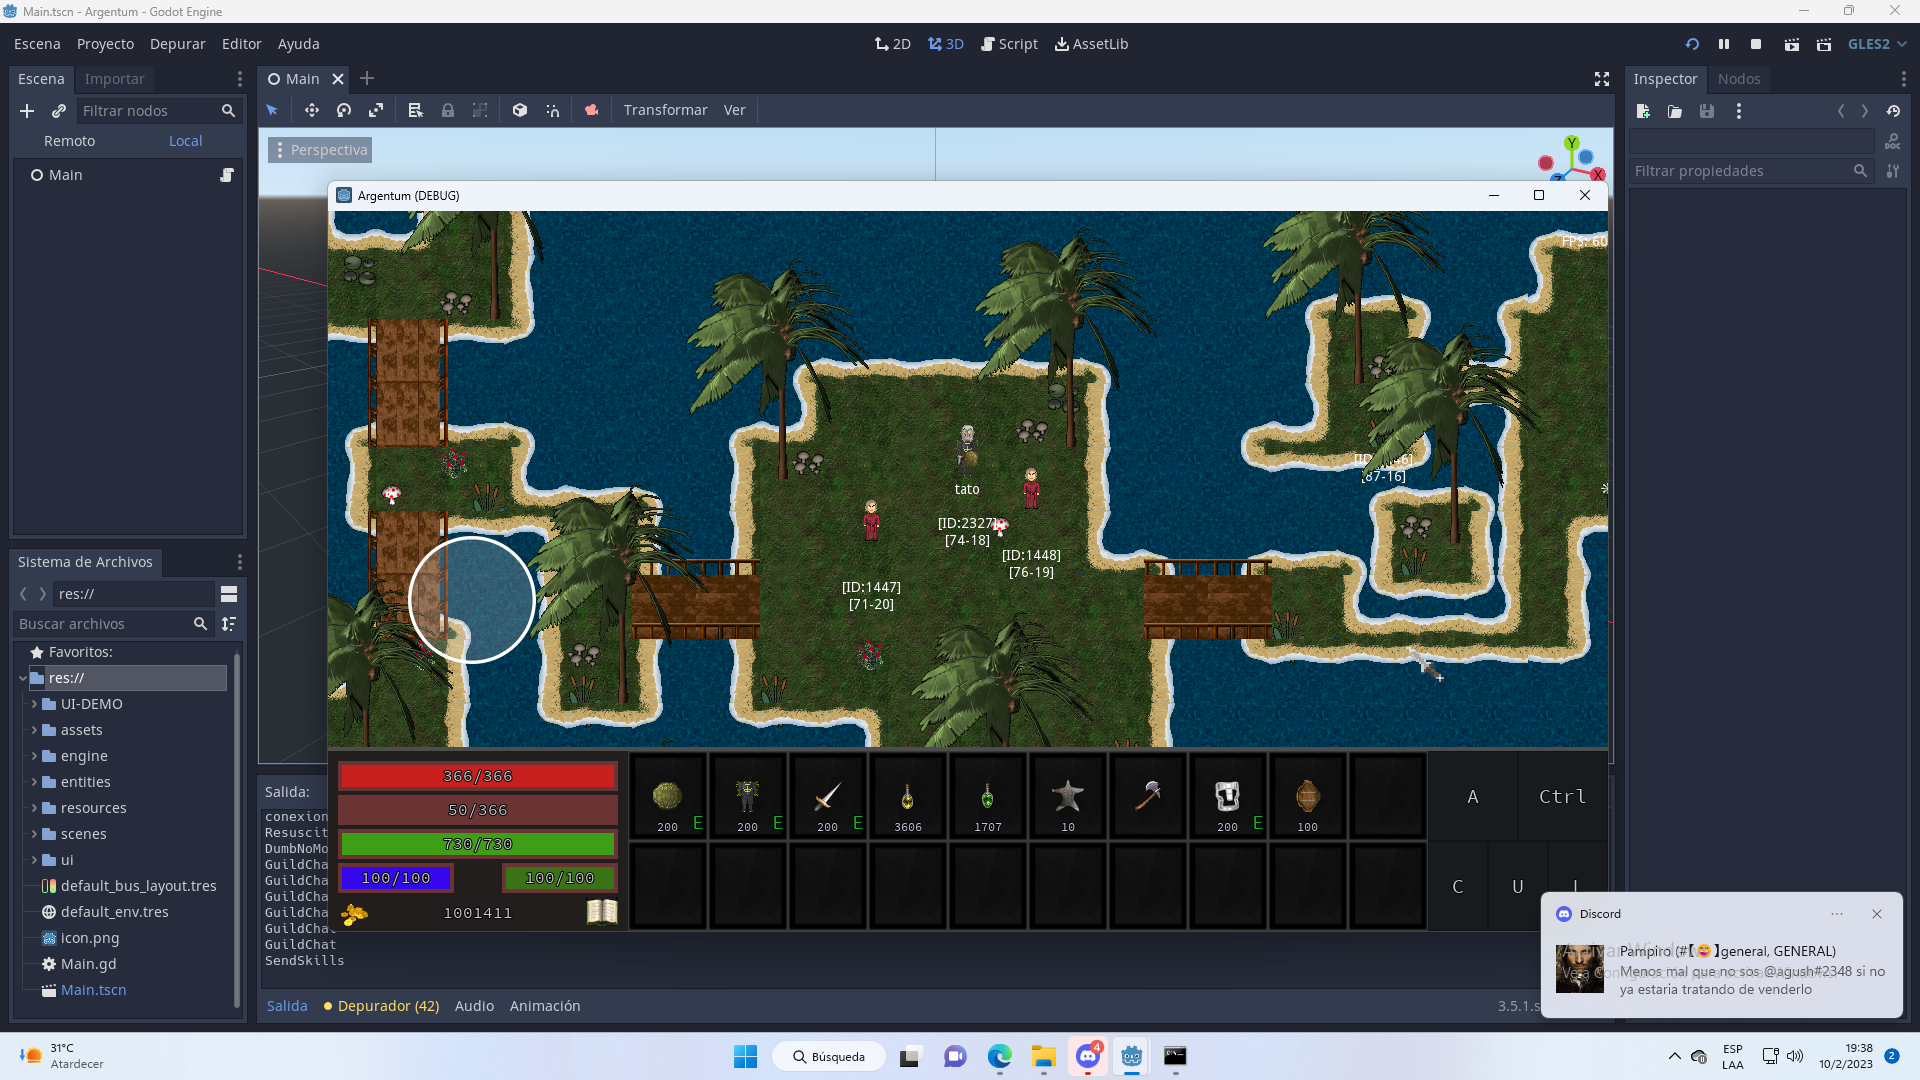 Main.tscn - Argentum - Godot Engine
Escena Proyecto Depurar Editor Ayuda
2D 3D Script AssetLib
GLES2
Escena Importar
Main
Inspector Nodos
Filtrar nodos
Transformar Ver
Remoto Local
Perspectiva
Y
X
Z
Filtrar propiedades
DOC
Main
Argentum (DEBUG)
FPS: 60
tato
[87-16]
[ID:2327]
[74-18]
[ID:1448]
[76-19]
[ID:1447]
[71-20]
Sistema de Archivos
res://
Buscar archivos
Favoritos:
res://
UI-DEMO
assets
engine
entities
resources
scenes
ui
default_bus_layout.tres
default_env.tres
icon.png
Main.gd
Main.tscn
366/366
50/366
730/730
100/100 100/100
1001411
200 E
200 E
200 E
3606
1707
10
200 E
100
A Ctrl
C U L
Salida:
conexion
Resuscit
DumbNoMo
GuildCha
GuildCha
GuildCha
GuildCha
GuildCha
GuildChat
SendSkills
Salida Depurador (42) Audio Animación
3.5.1.s
Discord
Pampino (#【😄】general, GENERAL)
Menos mal que no sos @abush#2348 si no
ya estaria tratando de venderlo
31°C
Atardecer
Búsqueda
4
ESP
LAA
19:38
10/2/2023
2